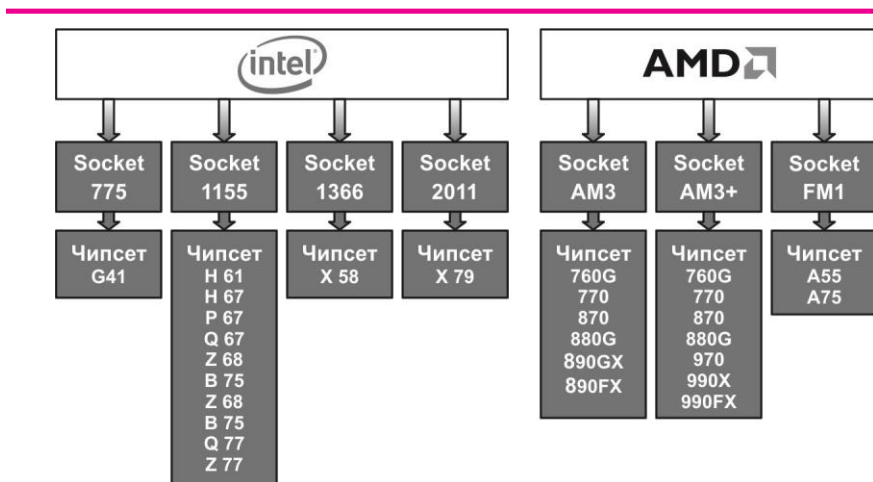 intel
AMD
Socket
775
Socket
1155
Socket
1366
Socket
2011
Socket
AM3
Socket
AM3+
Socket
FM1
Чипсет
G41
Чипсет
H 61
H 67
P 67
Q 67
Z 68
B 75
Z 68
B 75
Q 77
Z 77
Чипсет
X 58
Чипсет
X 79
Чипсет
760G
770
870
880G
890GX
890FX
Чипсет
760G
770
870
880G
970
990X
990FX
Чипсет
A55
A75